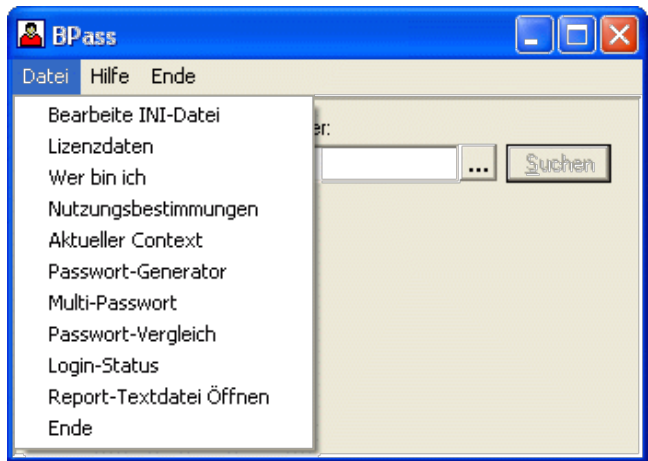 BPass
Datei Hilfe Ende
Bearbeite INI-Datei
Lizenzdaten
Wer bin ich
Nutzungsbestimmungen
Aktueller Context
Passwort-Generator
Multi-Passwort
Passwort-Vergleich
Login-Status
Report-Textdatei Öffnen
Ende
er:
... Suchen